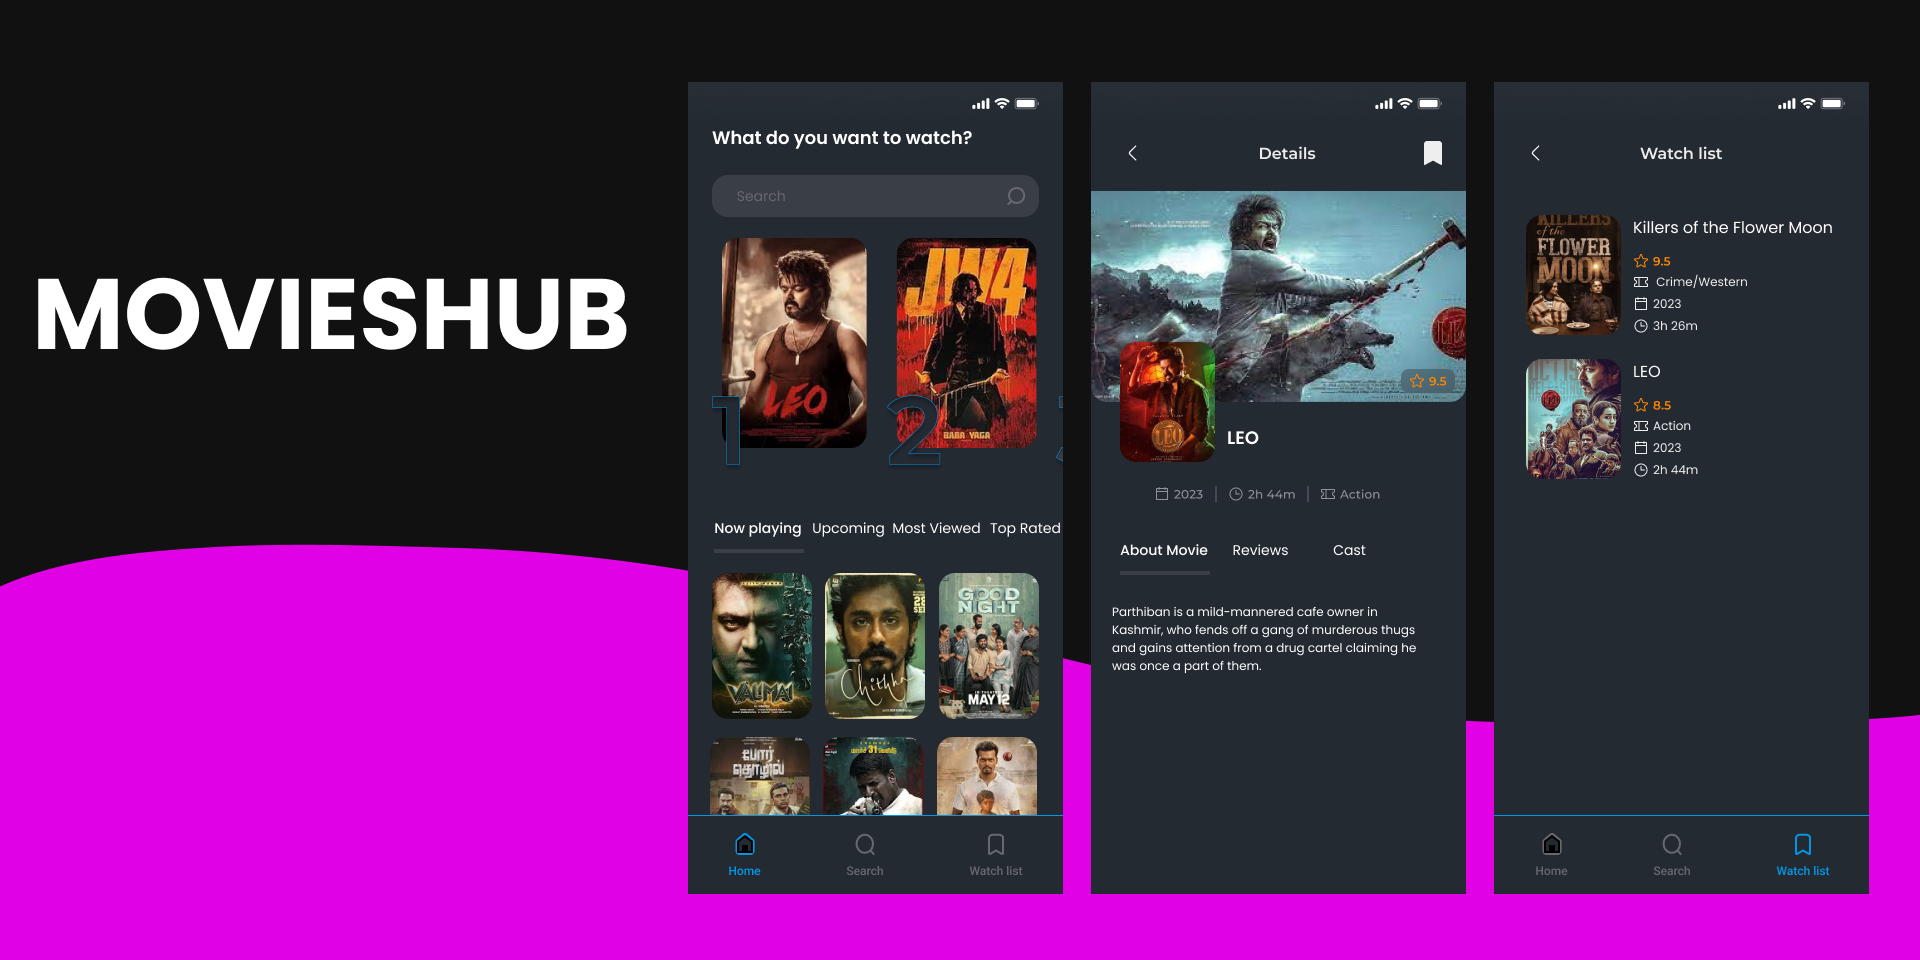 MOVIESHUB
What do you want to watch?
Search
LEO
JW4
BABA YAGA
1
2
Now playing Upcoming Most Viewed Top Rated
VALIMAI
Chithha
GOOD
NIGHT
MAY 12
போர்
தொழில்
மார்ச் 31
Home Search Watch list
Details
9.5
LEO
LEO
2023 2h 44m Action
About Movie Reviews Cast
Parthiban is a mild-mannered cafe owner in
Kashmir, who fends off a gang of murderous thugs
and gains attention from a drug cartel claiming he
was once a part of them.
Watch list
KILLERS
of the
FLOWER
MOON
Killers of the Flower Moon
9.5
Crime/Western
2023
3h 26m
LEO
8.5
Action
2023
2h 44m
Home Search Watch list